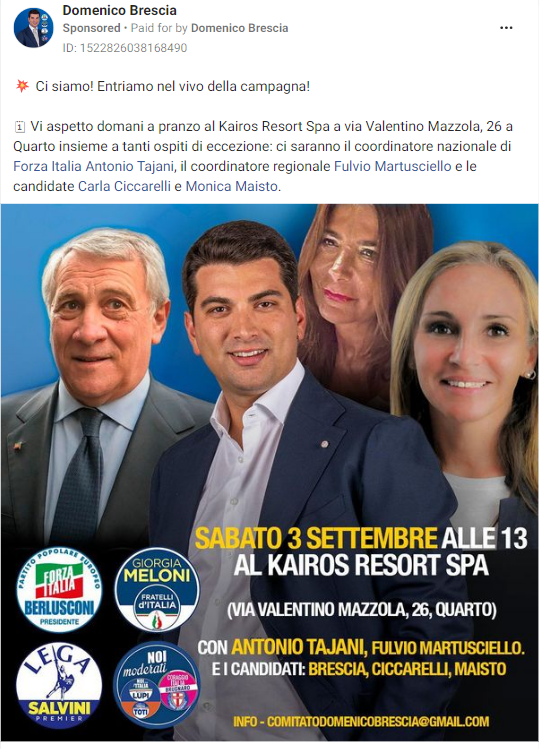 Domenico Brescia
Sponsored • Paid for by Domenico Brescia
ID: 1522826038168490
💥 Ci siamo! Entriamo nel vivo della campagna!
🗓 Vi aspetto domani a pranzo al Kairos Resort Spa a via Valentino Mazzola, 26 a
Quarto insieme a tanti ospiti di eccezione: ci saranno il coordinatore nazionale di
Forza Italia Antonio Tajani, il coordinatore regionale Fulvio Martusciello e le
candidate Carla Ciccarelli e Monica Maisto.
SABATO 3 SETTEMBRE ALLE 13
AL KAIROS RESORT SPA
(VIA VALENTINO MAZZOLA, 26, QUARTO)
CON ANTONIO TAJANI, FULVIO MARTUSCIELLO.
E I CANDIDATI: BRESCIA, CICCARELLI, MAISTO
INFO - COMITATODOMENICOBRESCIA@GMAIL.COM
PARTITO POPOLARE EUROPEO
FORZA
ITALIA
BERLUSCONI
PRESIDENTE
GIORGIA
MELONI
FRATELLI
d'ITALIA
LEGA
SALVINI
PREMIER
NOI
moderati
LUPI
TOTI
CORAGGIO
ITALIA
BRUGNARO